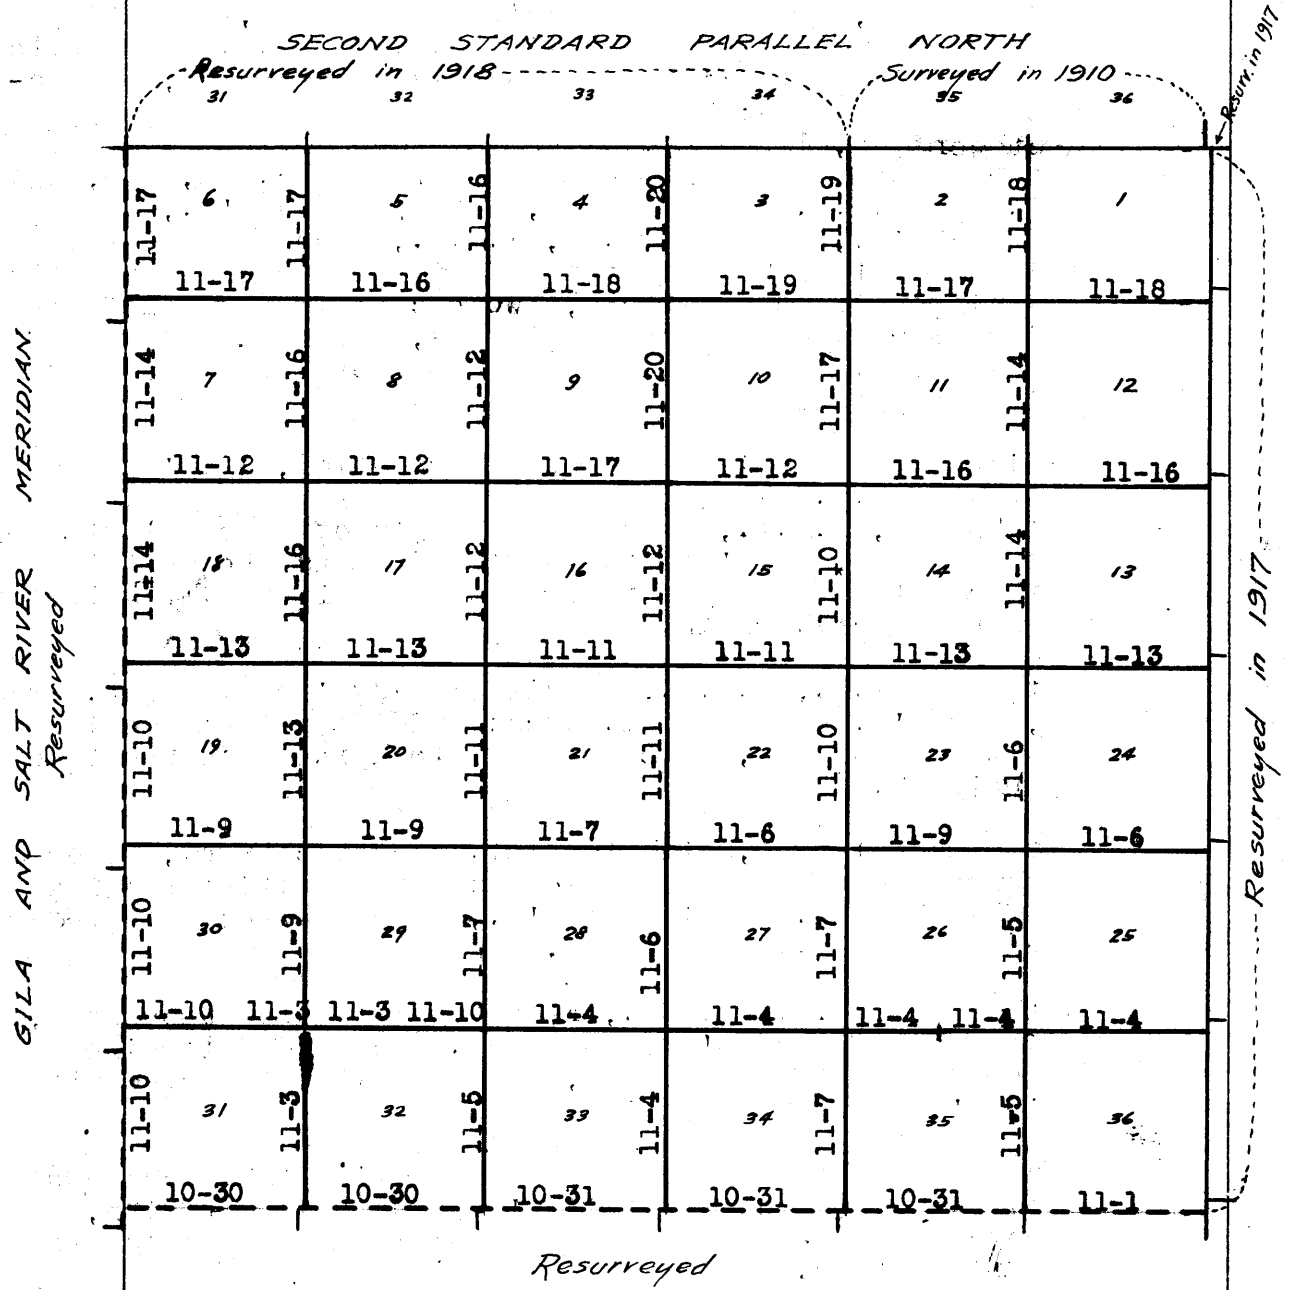 SECOND STANDARD PARALLEL NORTH
Resurveyed in 1918 Surveyed in 1910
Resurv. in 1917
31 32 33 34 35 36
6 5 4 3 2 1
11-17 11-17 11-16 11-20 11-19 11-18
11-17 11-16 11-18 11-19 11-17 11-18
7 8 9 10 11 12
11-14 11-16 11-12 11-20 11-17 11-14
11-12 11-12 11-17 11-12 11-16 11-16
18 17 16 15 14 13
11-14 11-16 11-12 11-12 11-10 11-14
11-13 11-13 11-11 11-11 11-13 11-13
19 20 21 22 23 24
11-10 11-13 11-11 11-11 11-10 11-6
11-9 11-9 11-7 11-6 11-9 11-6
30 29 28 27 26 25
11-10 11-9 11-7 11-6 11-7 11-5
11-10 11-3 11-3 11-10 11-4 11-4 11-4 11-4 11-4
31 32 33 34 35 36
11-10 11-3 11-5 11-4 11-7 11-5
10-30 10-30 10-31 10-31 10-31 11-1
GILA AND SALT RIVER MERIDIAN
Resurveyed
Resurveyed in 1917
Resurveyed